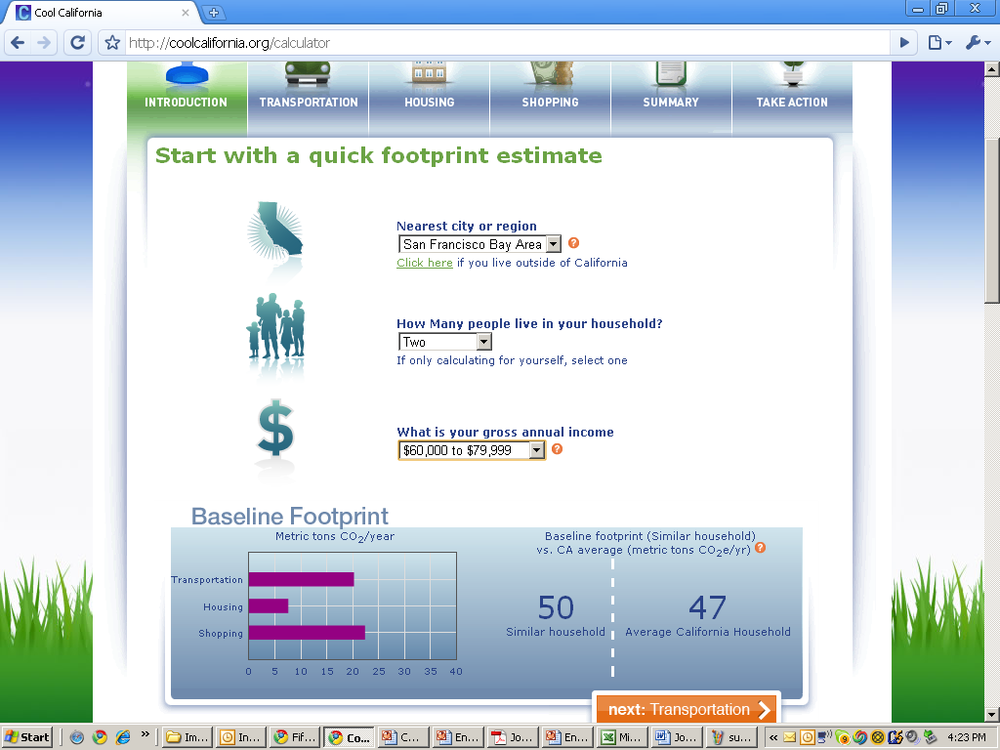 Cool California
http://coolcalifornia.org/calculator
INTRODUCTION
TRANSPORTATION
HOUSING
SHOPPING
SUMMARY
TAKE ACTION
Start with a quick footprint estimate
Nearest city or region
San Francisco Bay Area
Click here if you live outside of California
How Many people live in your household?
Two
If only calculating for yourself, select one
$
What is your gross annual income
$60,000 to $79,999
Baseline Footprint
Metric tons CO2/year
Transportation
Housing
Shopping
0 5 10 15 20 25 30 35 40
Baseline footprint (Similar household)
vs. CA average (metric tons CO2e/yr)
50
Similar household
47
Average California Household
next: Transportation
Start
Im...
In...
Fif...
Co...
C...
En...
Jo...
En...
Mi...
Jo...
su...
4:23 PM